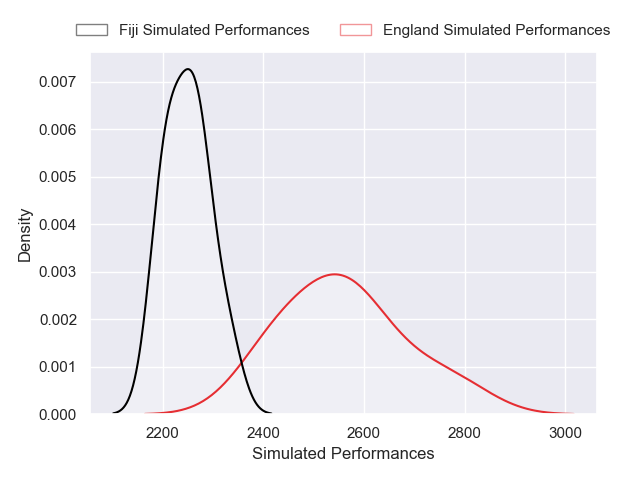 Fiji Simulated Performances England Simulated Performances
0.007
0.006
0.005
0.004
0.003
0.002
0.001
0.000
Density
2200 2400 2600 2800 3000
Simulated Performances